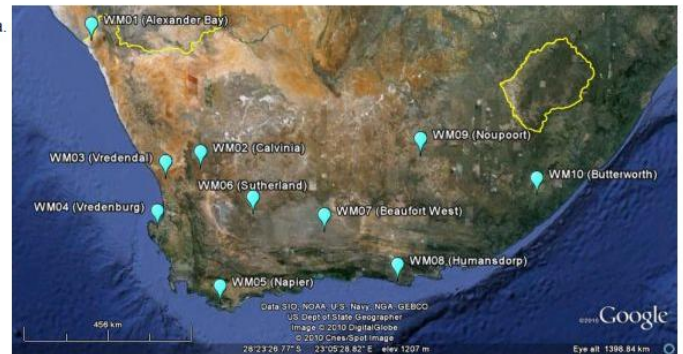 a.
WM01 (Alexander Bay)
WM09 (Noupoort)
WM03 (Vredendal)
WM02 (Calvinia)
WM10 (Butterworth)
WM06 (Sutherland)
WM04 (Vredenburg)
WM07 (Beaufort West)
WM08 (Humansdorp)
WM05 (Napier)
Data SIO, NOAA, U.S. Navy, NGA, GEBCO
US Dept of State Geographer
Image © 2010 DigitalGlobe
© 2010 Cnes/Spot Image
©2010 Google
456 km
28°23'26.77" S 23°05'28.82" E elev 1207 m
Eye alt 1398.84 km